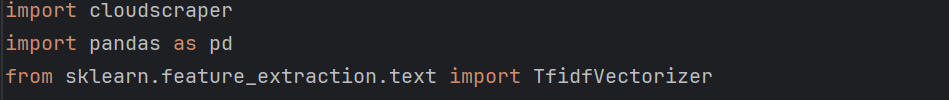 import cloudscraper
import pandas as pd
from sklearn.feature_extraction.text import TfidfVectorizer